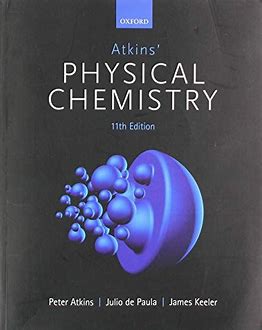 OXFORD
Atkins'
PHYSICAL
CHEMISTRY
11th Edition
Peter Atkins | Julio de Paula | James Keeler